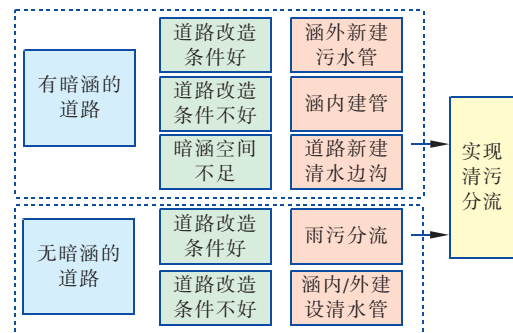 有暗涵的
道路
道路改造
条件好
涵外新建
污水管
道路改造
条件不好
涵内建管
暗涵空间
不足
道路新建
清水边沟
实现
清污
分流
无暗涵的
道路
道路改造
条件好
雨污分流
道路改造
条件不好
涵内/外建
设清水管